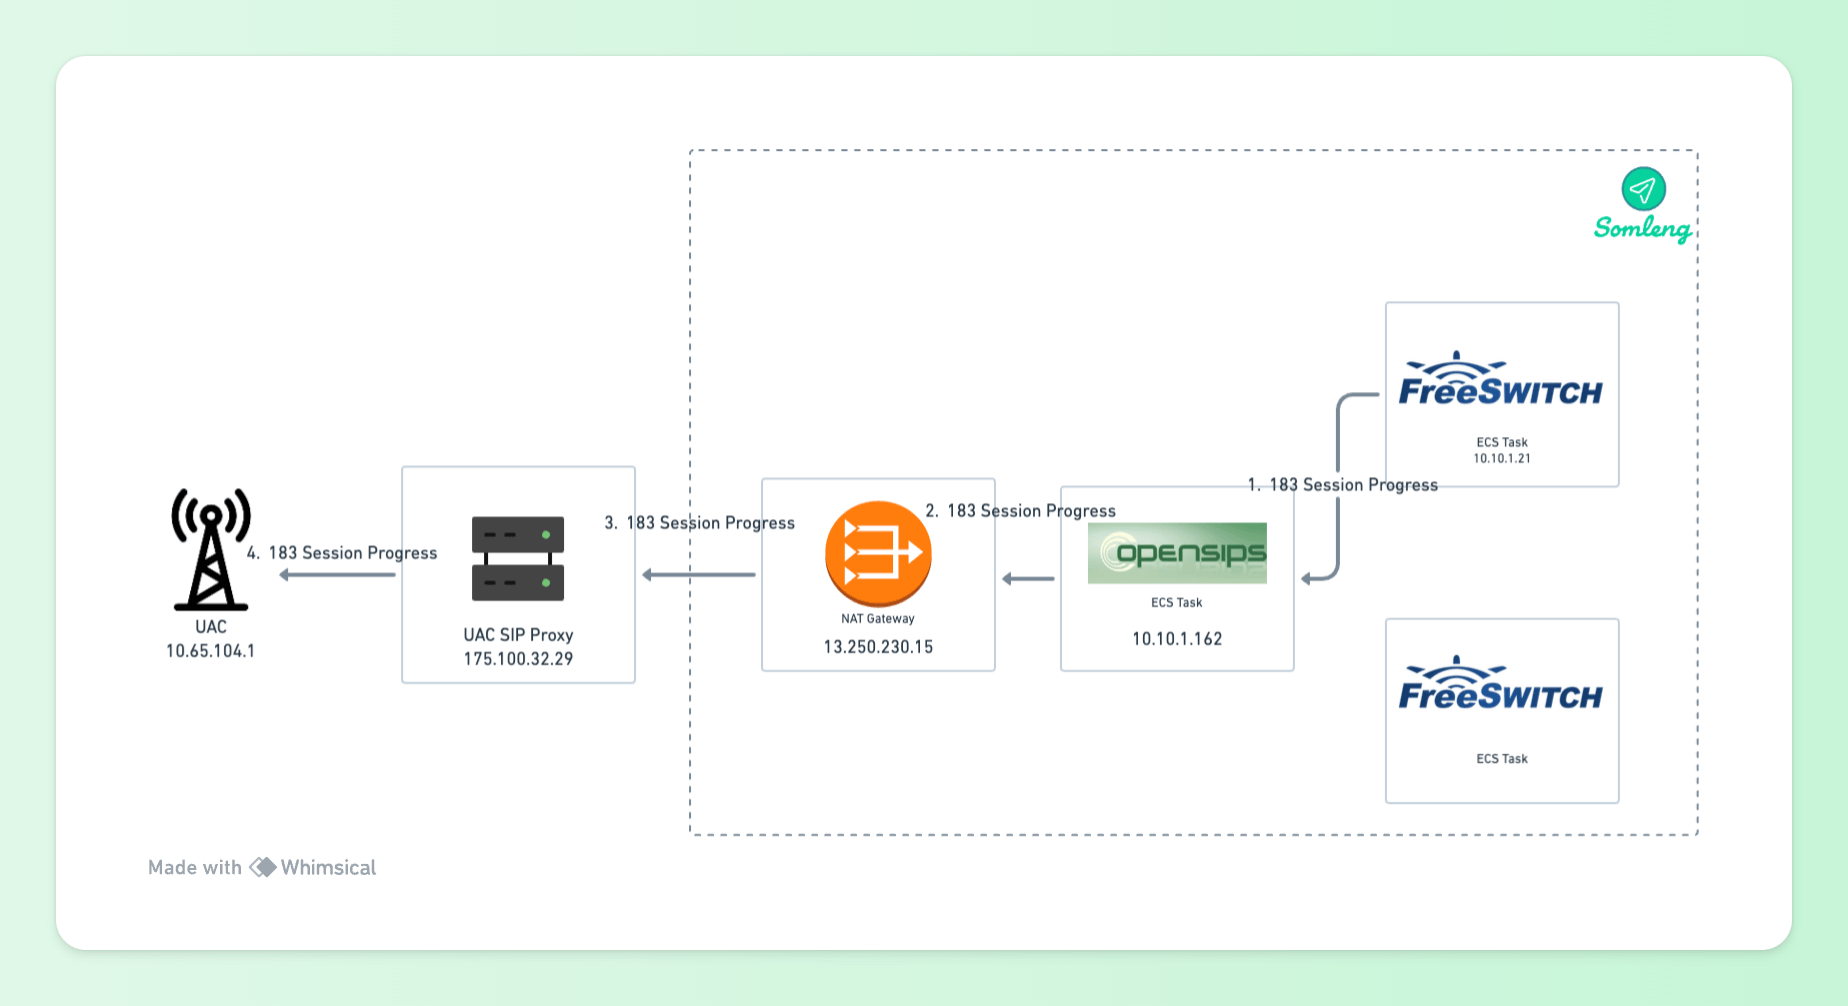 Somleng
FreeSWITCH
ECS Task
10.10.1.21
1. 183 Session Progress
2. 183 Session Progress
3. 183 Session Progress
4. 183 Session Progress
opensips
ECS Task
10.10.1.162
NAT Gateway
13.250.230.15
UAC SIP Proxy
175.100.32.29
UAC
10.65.104.1
FreeSWITCH
ECS Task
Made with Whimsical